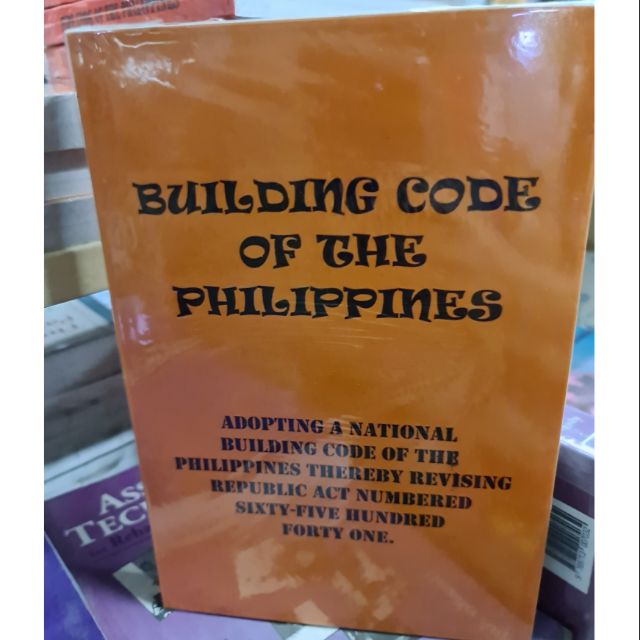 BUILDING CODE
OF THE
PHILIPPINES
ADOPTING A NATIONAL
BUILDING CODE OF THE
PHILIPPINES THEREBY REVISING
REPUBLIC ACT NUMBERED
SIXTY-FIVE HUNDRED
FORTY ONE.